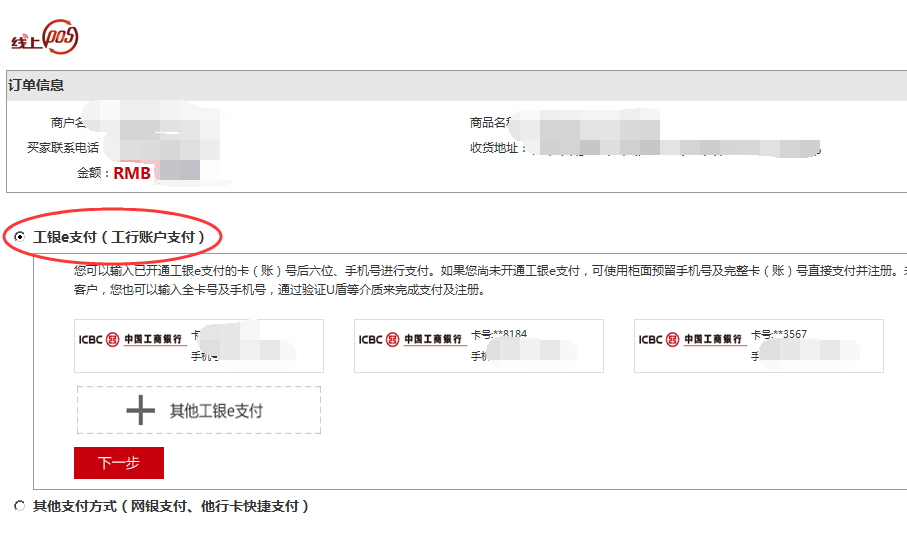 线上POS
订单信息
商户名
商品名称
买家联系电话
收货地址：
金额：RMB
工银e支付（工行账户支付）
您可以输入已开通工银e支付的卡（账）号后六位、手机号进行支付。如果您尚未开通工银e支付，可使用柜面预留手机号及完整卡（账）号直接支付并注册。
客户，您也可以输入全卡号及手机号，通过验证U盾等介质来完成支付及注册。
ICBC 中国工商银行 卡
手机号
ICBC 中国工商银行 卡号:**8184
手机
ICBC 中国工商银行 卡号:**3567
手
其他工银e支付
下一步
其他支付方式（网银支付、他行卡快捷支付）